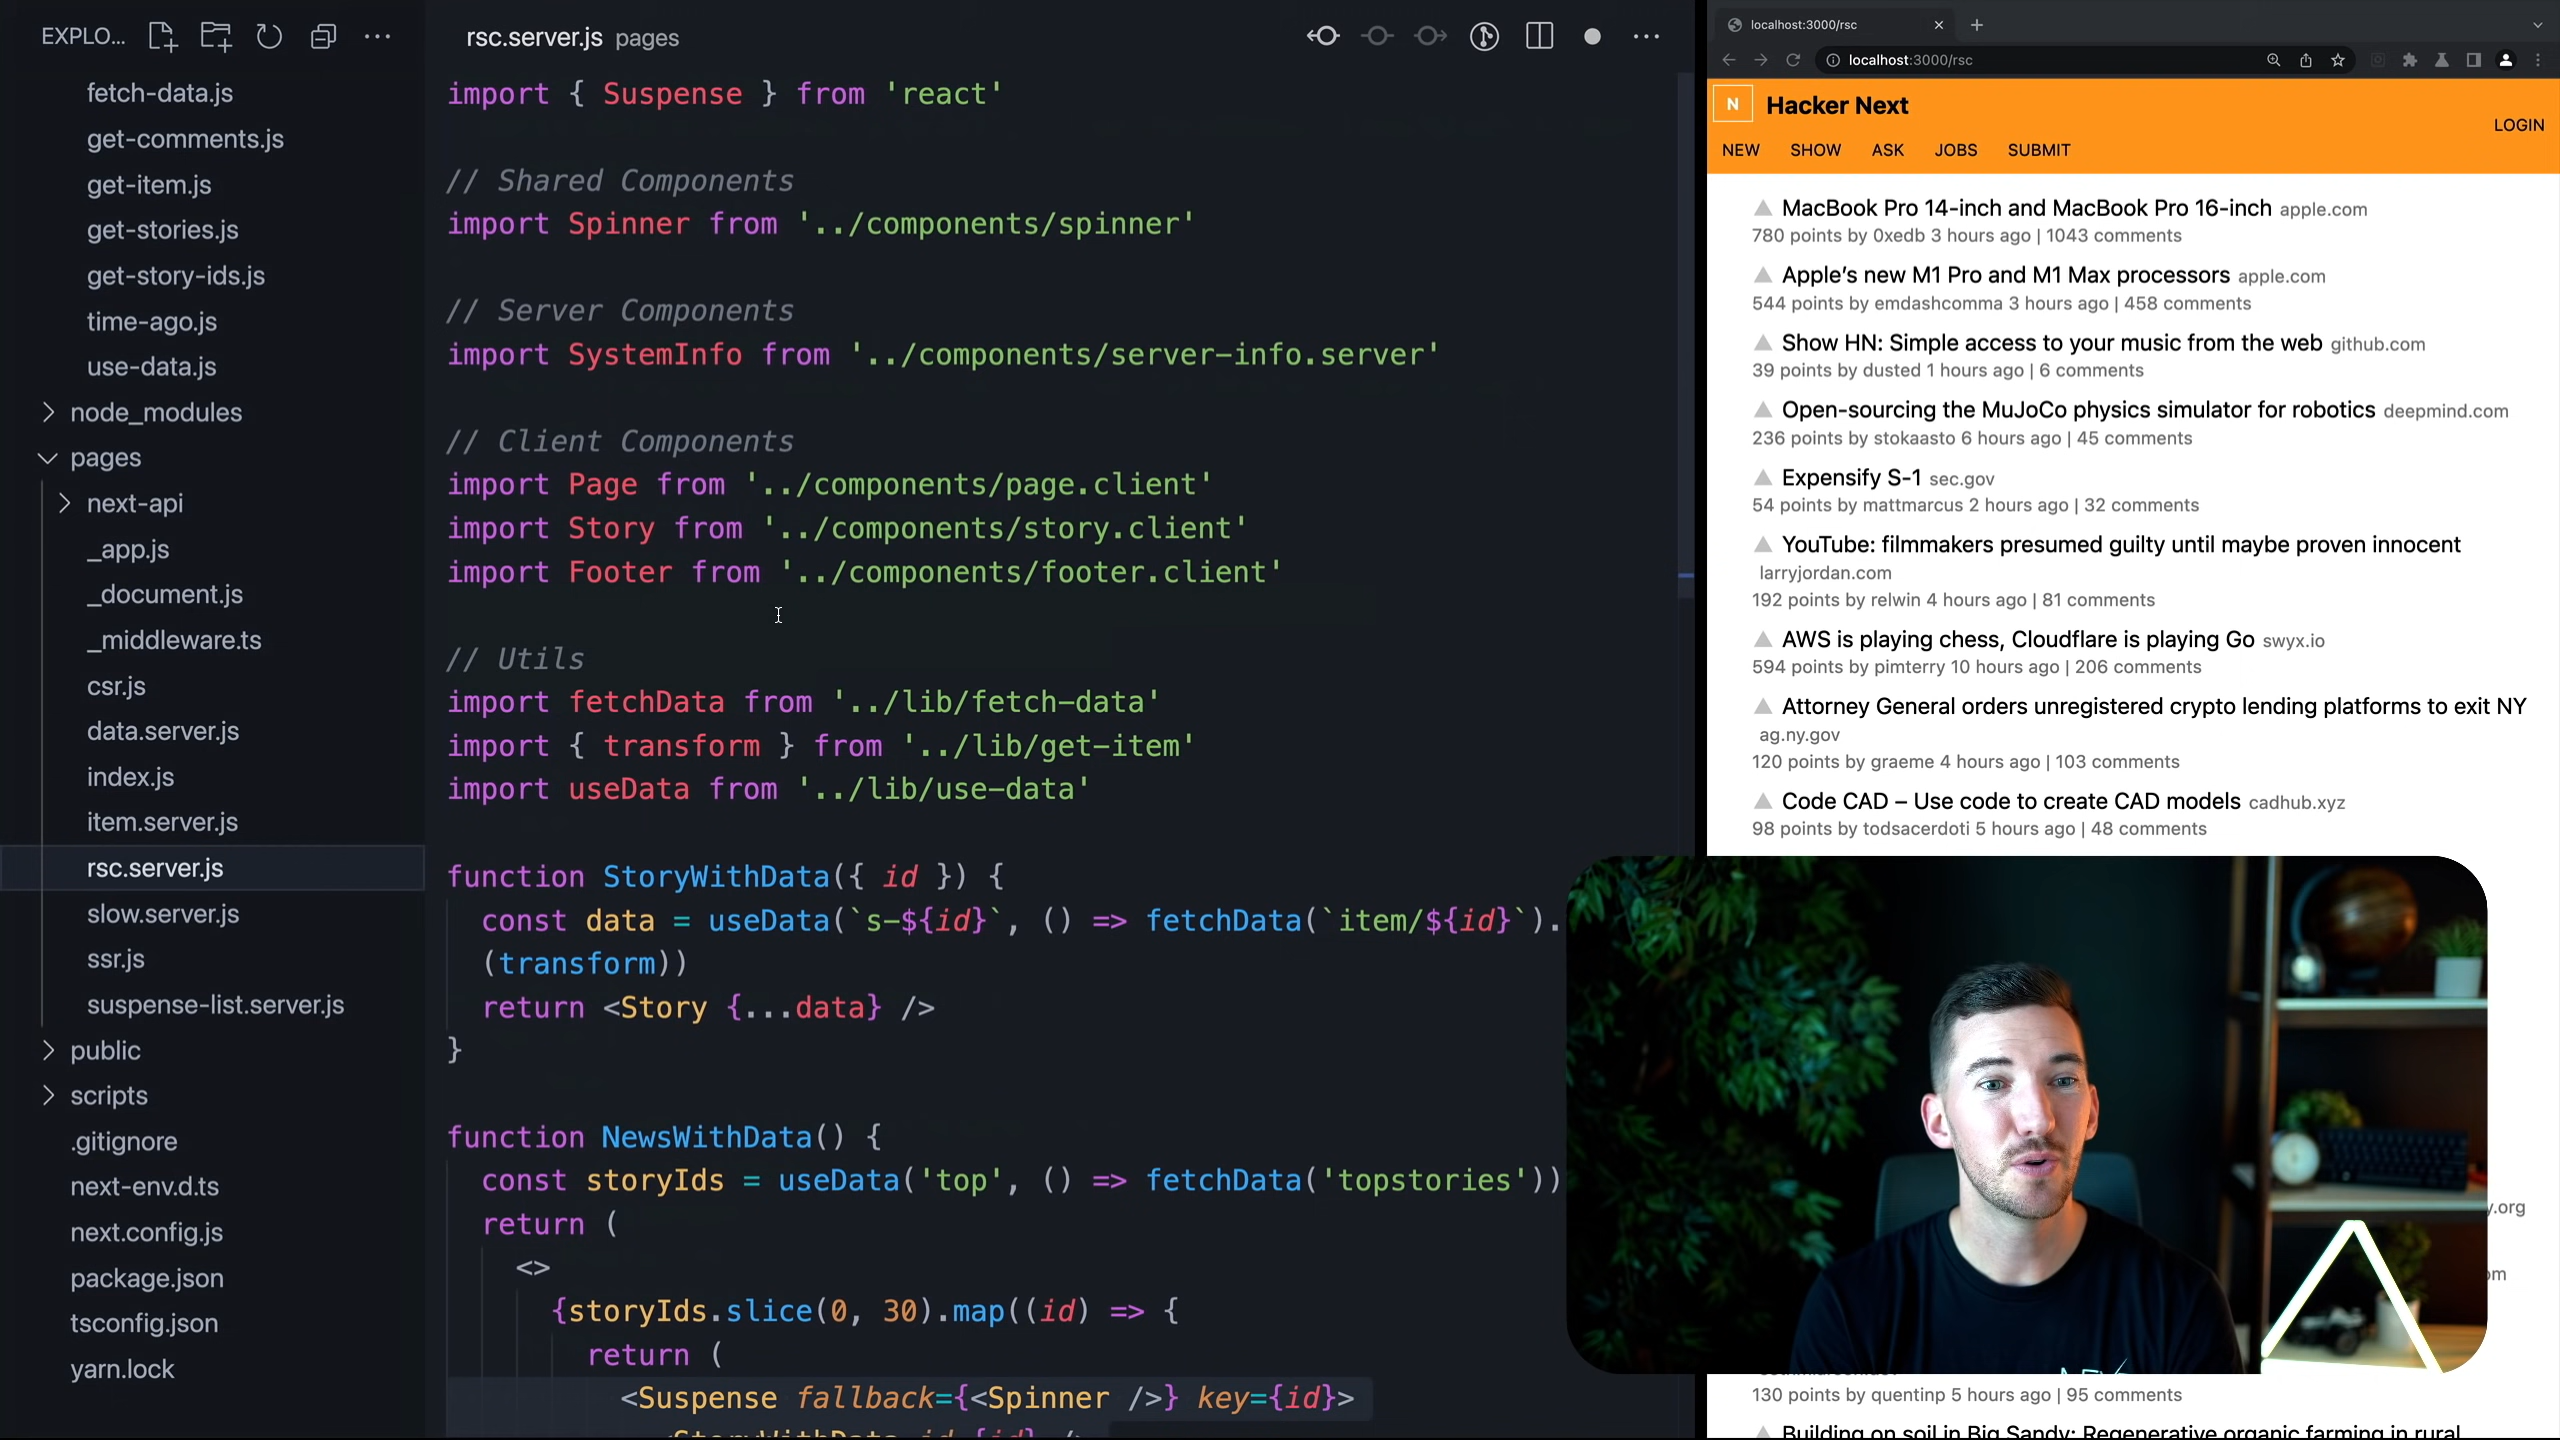 EXPLO...
fetch-data.js
get-comments.js
get-item.js
get-stories.js
get-story-ids.js
time-ago.js
use-data.js
node_modules
pages
next-api
_app.js
_document.js
_middleware.ts
csr.js
data.server.js
index.js
item.server.js
rsc.server.js
slow.server.js
ssr.js
suspense-list.server.js
public
scripts
.gitignore
next-env.d.ts
next.config.js
package.json
tsconfig.json
yarn.lock
rsc.server.js pages
import { Suspense } from 'react'
// Shared Components
import Spinner from '../components/spinner'
// Server Components
import SystemInfo from '../components/server-info.server'
// Client Components
import Page from '../components/page.client'
import Story from '../components/story.client'
import Footer from '../components/footer.client'
// Utils
import fetchData from '../lib/fetch-data'
import { transform } from '../lib/get-item'
import useData from '../lib/use-data'
function StoryWithData({ id }) {
const data = useData(`s-${id}`, () => fetchData(`item/${id}`).
(transform))
return <Story {...data} />
}
function NewsWithData() {
const storyIds = useData('top', () => fetchData('topstories'))
return (
<>
{storyIds.slice(0, 30).map((id) => {
return (
<Suspense fallback={<Spinner />} key={id}>
<StoryWithData id={id} />
localhost:3000/rsc
localhost:3000/rsc
N Hacker Next
LOGIN
NEW SHOW ASK JOBS SUBMIT
MacBook Pro 14-inch and MacBook Pro 16-inch apple.com
780 points by 0xedb 3 hours ago | 1043 comments
Apple’s new M1 Pro and M1 Max processors apple.com
544 points by emdashcomma 3 hours ago | 458 comments
Show HN: Simple access to your music from the web github.com
39 points by dusted 1 hours ago | 6 comments
Open-sourcing the MuJoCo physics simulator for robotics deepmind.com
236 points by stokaasto 6 hours ago | 45 comments
Expensify S-1 sec.gov
54 points by mattmarcus 2 hours ago | 32 comments
YouTube: filmmakers presumed guilty until maybe proven innocent
larryjordan.com
192 points by relwin 4 hours ago | 81 comments
AWS is playing chess, Cloudflare is playing Go swyx.io
594 points by pimterry 10 hours ago | 206 comments
Attorney General orders unregistered crypto lending platforms to exit NY
ag.ny.gov
120 points by graeme 4 hours ago | 103 comments
Code CAD – Use code to create CAD models cadhub.xyz
98 points by todsacerdoti 5 hours ago | 48 comments
y.org
om
130 points by quentinp 5 hours ago | 95 comments
Building on soil in Big Sandy: Regenerative organic farming in rural